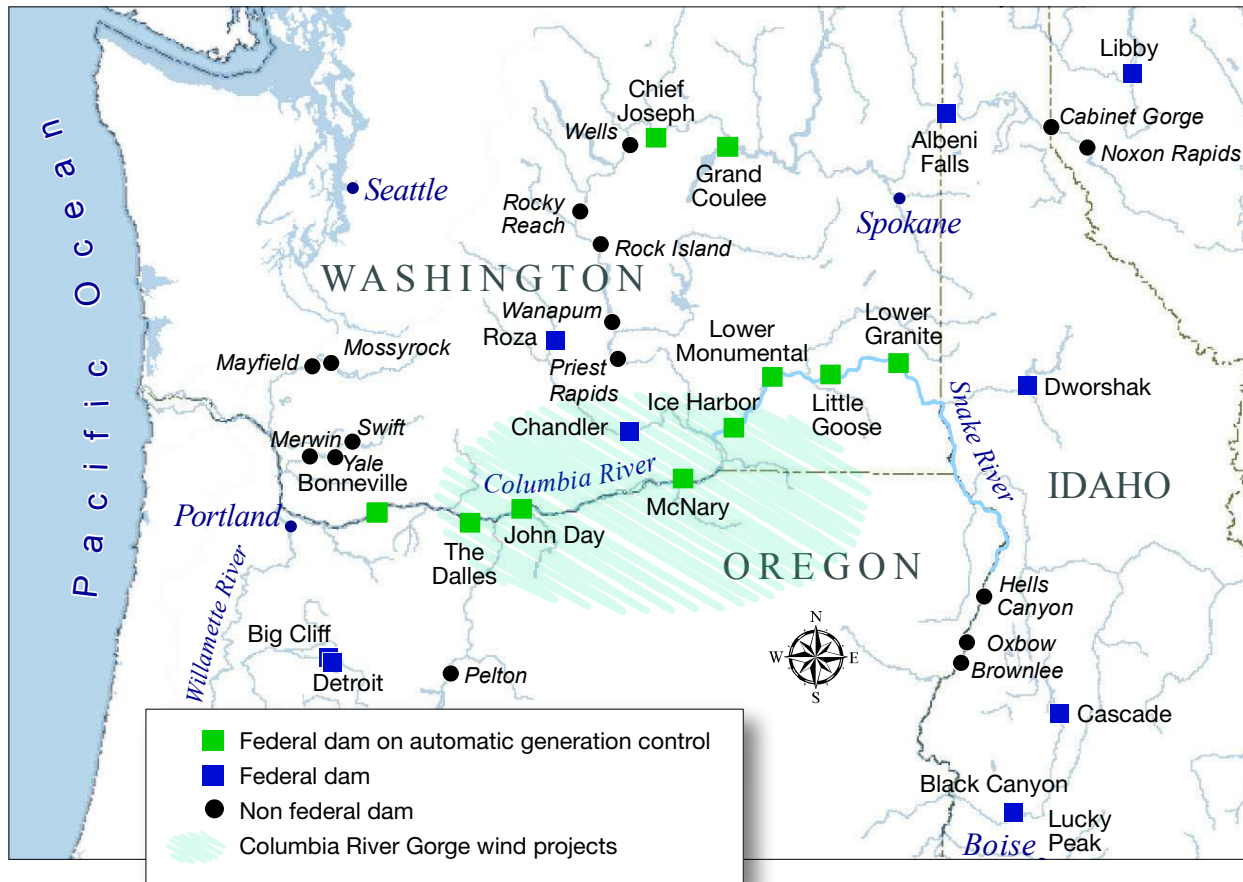 Libby
Chief
Joseph
Wells
Cabinet Gorge
Albeni
Falls
Noxon Rapids
Grand
Coulee
Pacific Ocean
Seattle
Spokane
Rocky
Reach
Rock Island
WASHINGTON
Wanapum
Roza
Lower
Monumental
Lower
Granite
Mayfield
Mossyrock
Priest
Rapids
Dworshak
Ice Harbor
Little
Goose
Snake River
Chandler
Swift
Merwin
Yale
Bonneville
Columbia River
McNary
IDAHO
Portland
John Day
The
Dalles
OREGON
Willamette River
Hells
Canyon
N
W
E
S
Big Cliff
Detroit
Oxbow
Brownlee
Pelton
Cascade
Black Canyon
Lucky
Peak
Boise
Federal dam on automatic generation control
Federal dam
Non federal dam
Columbia River Gorge wind projects